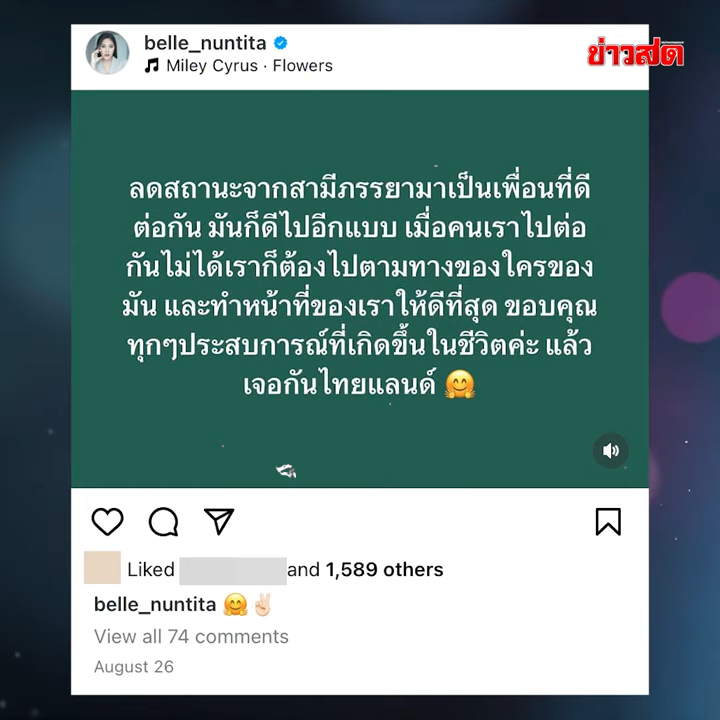 belle_nuntita
Miley Cyrus · Flowers
ข่าวสด
ลดสถานะจากสามีภรรยามาเป็นเพื่อนที่ดี
ต่อกัน มันก็ดีไปอีกแบบ เมื่อคนเราไปต่อ
กันไม่ได้เราก็ต้องไปตามทางของใครของ
มัน และทำหน้าที่ของเราให้ดีที่สุด ขอบคุณ
ทุกๆประสบการณ์ที่เกิดขึ้นในชีวิตค่ะ แล้ว
เจอกันไทยแลนด์ 🤗
Liked and 1,589 others
belle_nuntita 🤗✌🏻
View all 74 comments
August 26